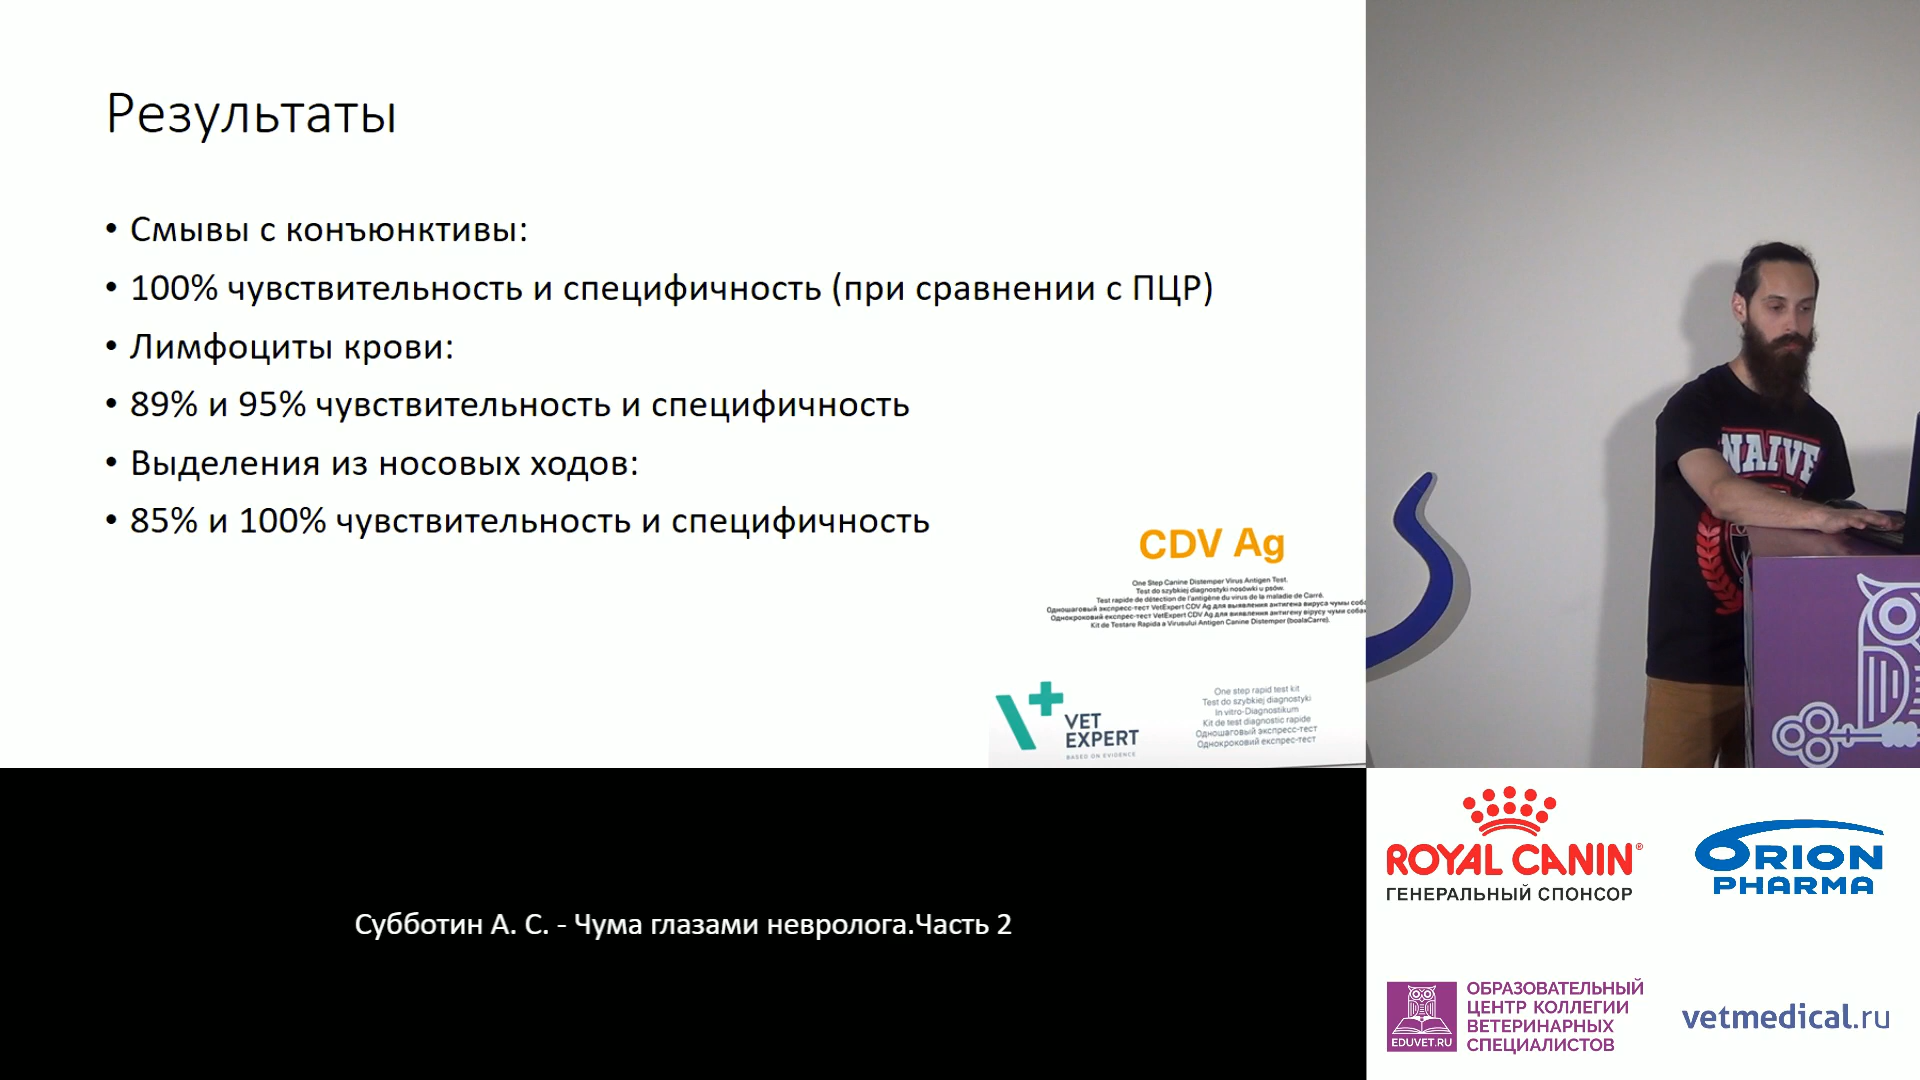 Результаты
• Смывы с конъюнктивы:
• 100% чувствительность и специфичность (при сравнении с ПЦР)
• Лимфоциты крови:
• 89% и 95% чувствительность и специфичность
• Выделения из носовых ходов:
• 85% и 100% чувствительность и специфичность
CDV Ag
One Step Canine Distemper Virus Antigen Test.
Test do szybkiej diagnostyki nosówki u psów.
Test rapide de détection de l'antigène du virus de la maladie de Carré.
Одношаговый экспресс-тест VetExpert CDV Ag для выявления антигена вируса чумы соба
Однокроковий експрес-тест VetExpert CDV Ag для виявлення антигену вірусу чуми собак
Kit de Testare Rapida a Virusului Antigen Canine Distemper (boalaCarre).
VET
EXPERT
BASED ON EVIDENCE
One step rapid test kit
Test do szybkiej diagnostyki
In vitro-Diagnostikum
Kit de test diagnostic rapide
Одношаговый экспресс-тест
Однокроковий експрес-тест
NAIVE
Субботин А. С. - Чума глазами невролога.Часть 2
ROYAL CANIN®
ГЕНЕРАЛЬНЫЙ СПОНСОР
ORION
PHARMA
EDUVET.RU
ОБРАЗОВАТЕЛЬНЫЙ
ЦЕНТР КОЛЛЕГИИ
ВЕТЕРИНАРНЫХ
СПЕЦИАЛИСТОВ
vetmedical.ru